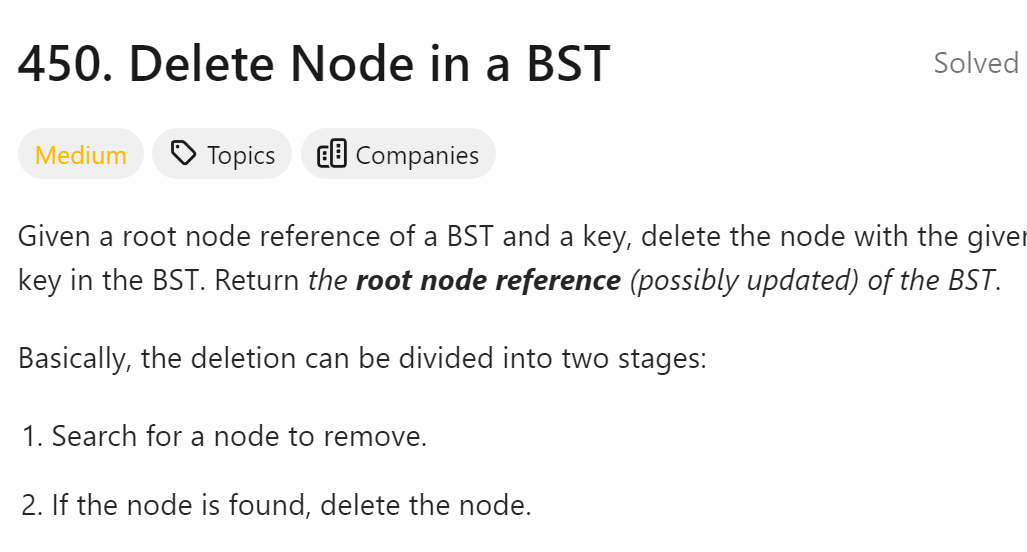 450. Delete Node in a BST
Solved
Medium
Topics
Companies
Given a root node reference of a BST and a key, delete the node with the given
key in the BST. Return the root node reference (possibly updated) of the BST.
Basically, the deletion can be divided into two stages:
1. Search for a node to remove.
2. If the node is found, delete the node.